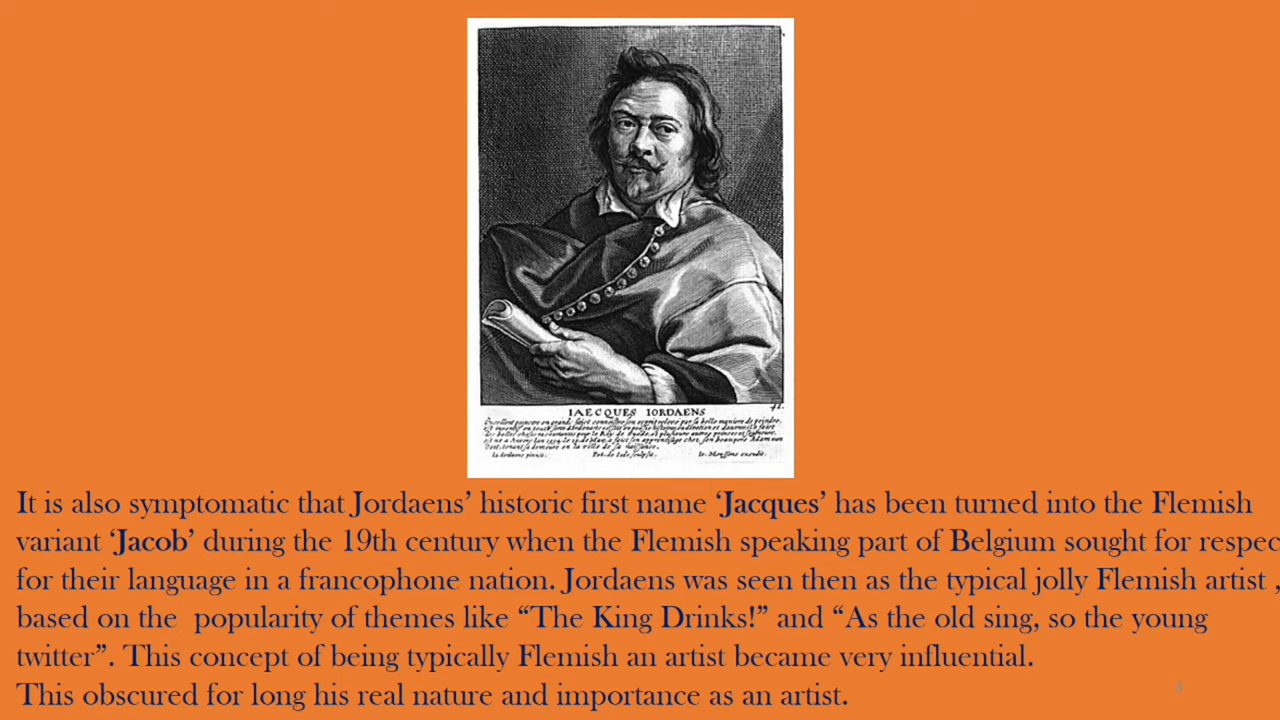 41.
IAECQUES IORDAENS
It is also symptomatic that Jordaens’ historic first name ‘Jacques’ has been turned into the Flemish
variant ‘Jacob’ during the 19th century when the Flemish speaking part of Belgium sought for respec
for their language in a francophone nation. Jordaens was seen then as the typical jolly Flemish artist ,
based on the popularity of themes like “The King Drinks!” and “As the old sing, so the young
twitter”. This concept of being typically Flemish an artist became very influential.
This obscured for long his real nature and importance as an artist.
3